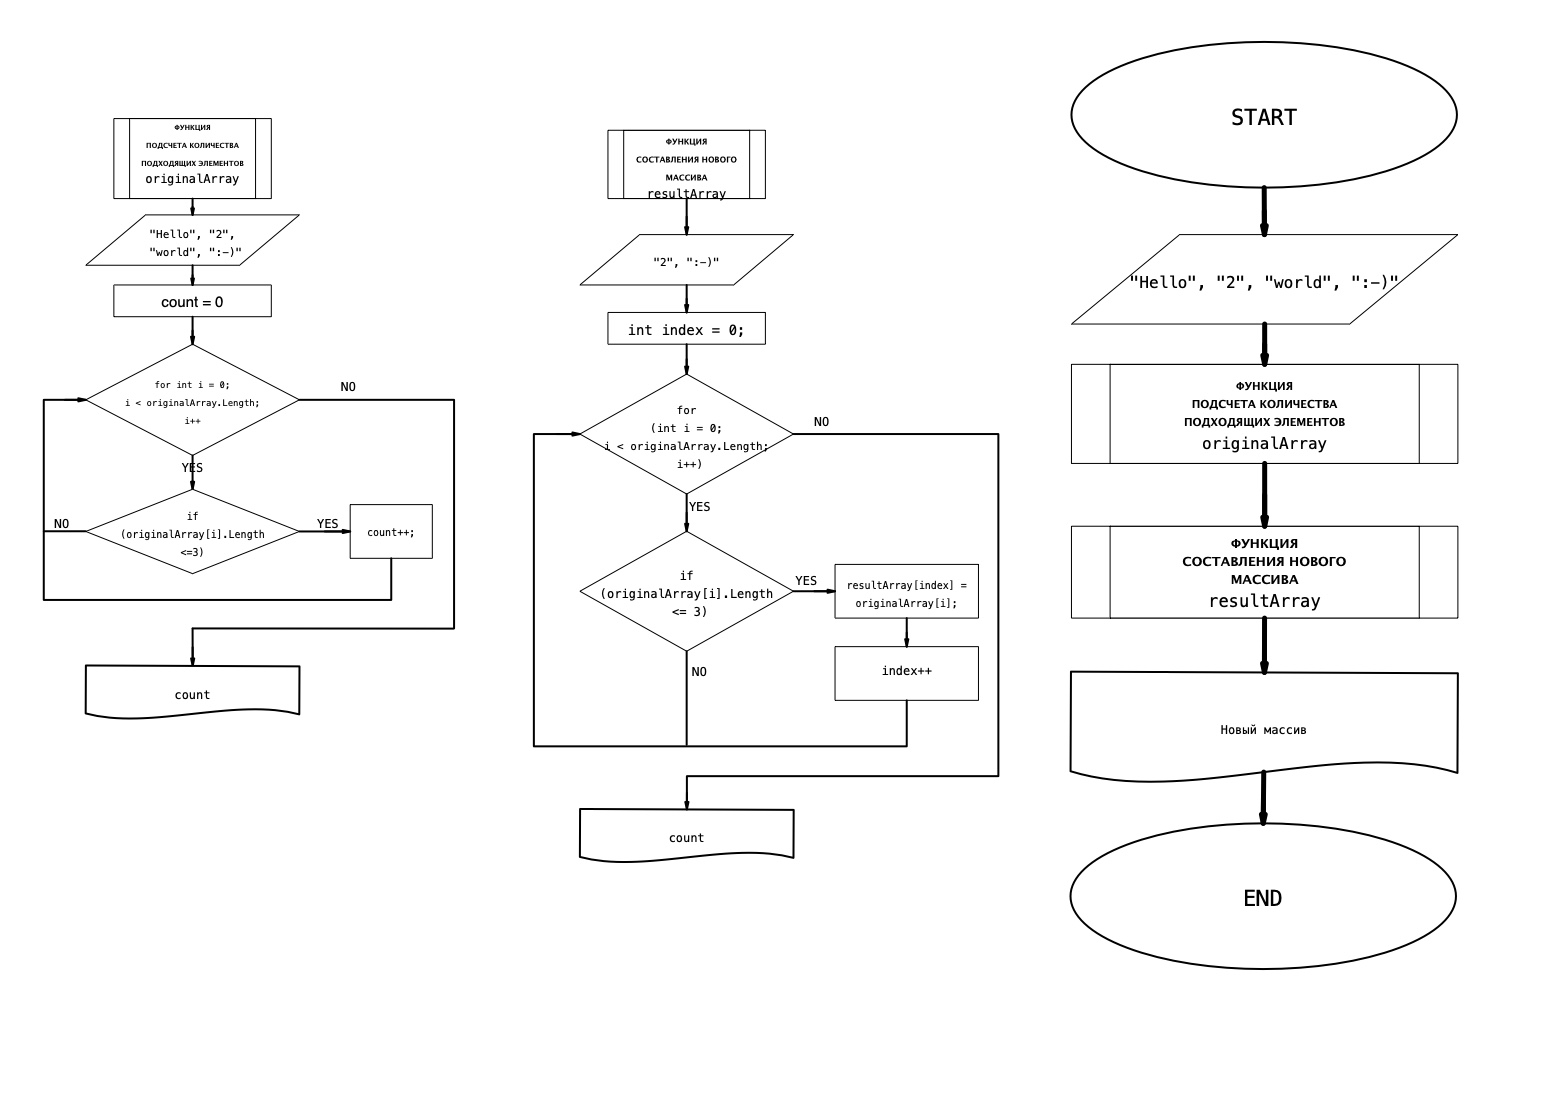 ФУНКЦИЯ
ПОДСЧЕТА КОЛИЧЕСТВА
ПОДХОДЯЩИХ ЭЛЕМЕНТОВ
originalArray
"Hello", "2",
"world", ":-)"
count = 0
for int i = 0;
i < originalArray.Length;
i++
NO
YES
if
(originalArray[i].Length
<=3)
NO
YES
count++;
count
ФУНКЦИЯ
СОСТАВЛЕНИЯ НОВОГО
МАССИВА
resultArray
"2", ":-)"
int index = 0;
for
(int i = 0;
i < originalArray.Length;
i++)
NO
YES
if
(originalArray[i].Length
<= 3)
YES
resultArray[index] =
originalArray[i];
index++
NO
count
START
"Hello", "2", "world", ":-)"
ФУНКЦИЯ
ПОДСЧЕТА КОЛИЧЕСТВА
ПОДХОДЯЩИХ ЭЛЕМЕНТОВ
originalArray
ФУНКЦИЯ
СОСТАВЛЕНИЯ НОВОГО
МАССИВА
resultArray
Новый массив
END